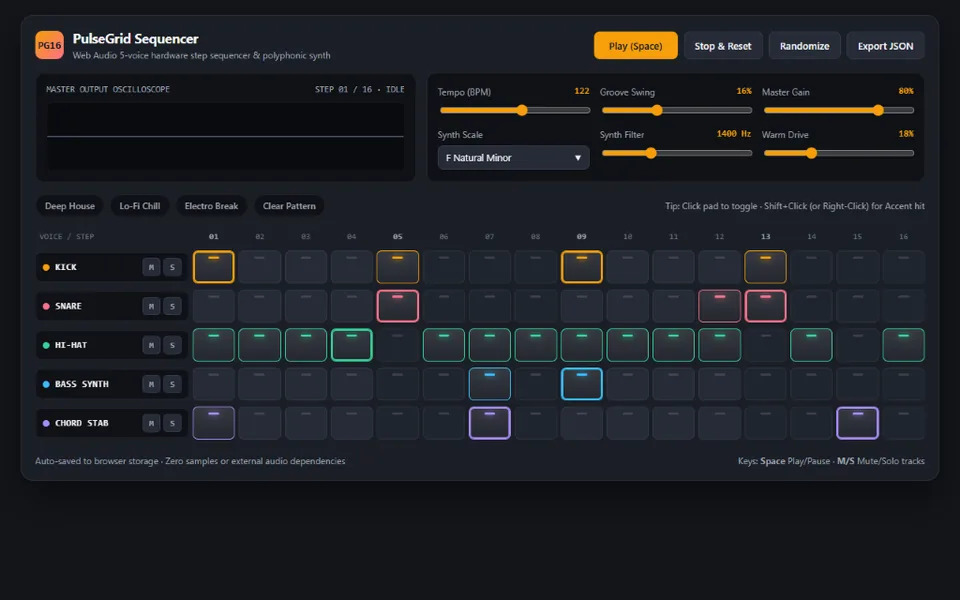 PG16
PulseGrid Sequencer
Web Audio 5-voice hardware step sequencer & polyphonic synth
Play (Space) Stop & Reset Randomize Export JSON
MASTER OUTPUT OSCILLOSCOPE STEP 01 / 16 · IDLE
Tempo (BPM) 122 Groove Swing 16% Master Gain 80%
Synth Scale Synth Filter 1400 Hz Warm Drive 18%
F Natural Minor
Deep House Lo-Fi Chill Electro Break Clear Pattern Tip: Click pad to toggle · Shift+Click (or Right-Click) for Accent hit
VOICE / STEP 01 02 03 04 05 06 07 08 09 10 11 12 13 14 15 16
KICK M S
SNARE M S
HI-HAT M S
BASS SYNTH M S
CHORD STAB M S
Auto-saved to browser storage · Zero samples or external audio dependencies Keys: Space Play/Pause · M/S Mute/Solo tracks